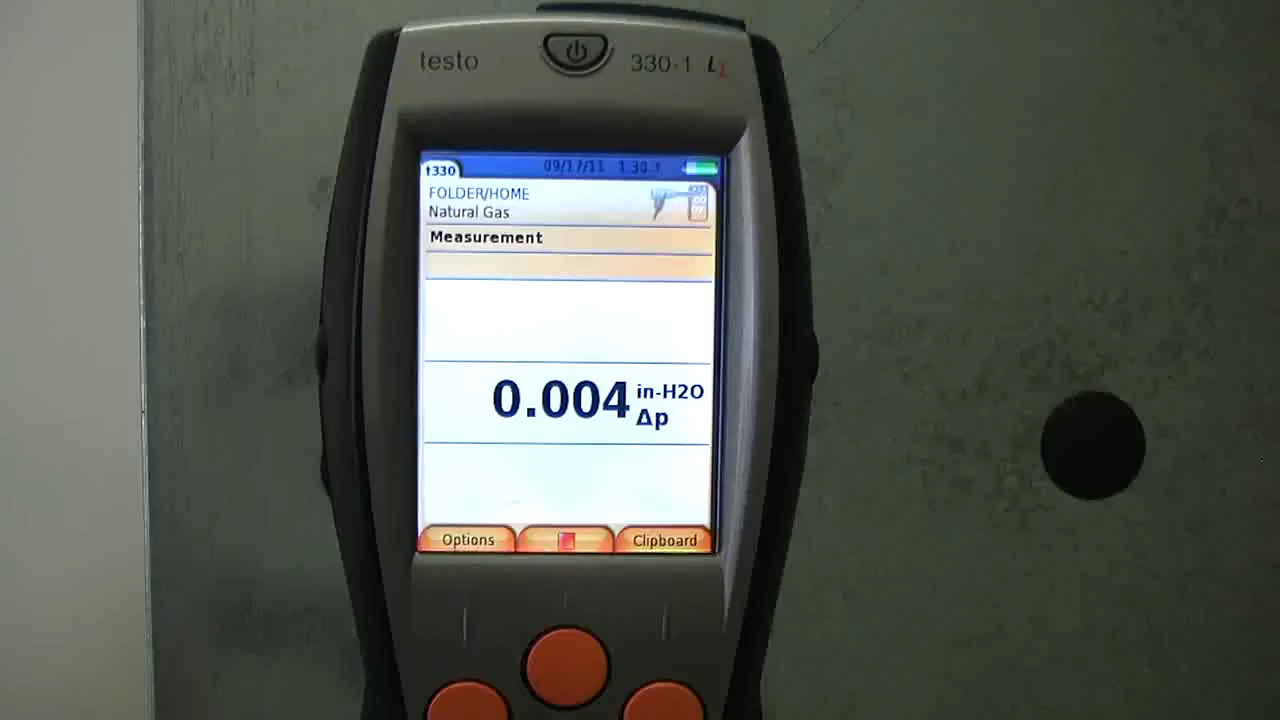 testo
330-1 LL
t330 09/17/11
FOLDER/HOME
Natural Gas
Measurement
0.004 in-H2O
Δp
Options
Clipboard